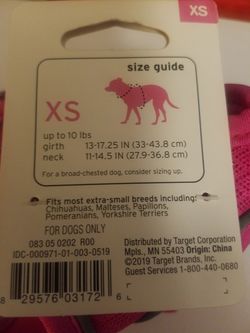 XS
size guide
XS
up to 10 lbs
girth 13-17.25 IN (33-43.8 cm)
neck 11-14.5 IN (27.9-36.8 cm)
For a broad-chested dog, consider sizing up.
Fits most extra-small breeds including:
Chihuahuas, Malteses, Papillons,
Pomeranians, Yorkshire Terriers
FOR DOGS ONLY
083 05 0202 R00
IDC-000971-01-003-0519
Distributed by Target Corporation
Mpls., MN 55403 Origin: China
©2019 Target Brands, Inc.
Guest Services 1-800-440-0680
8 29576 03172 6